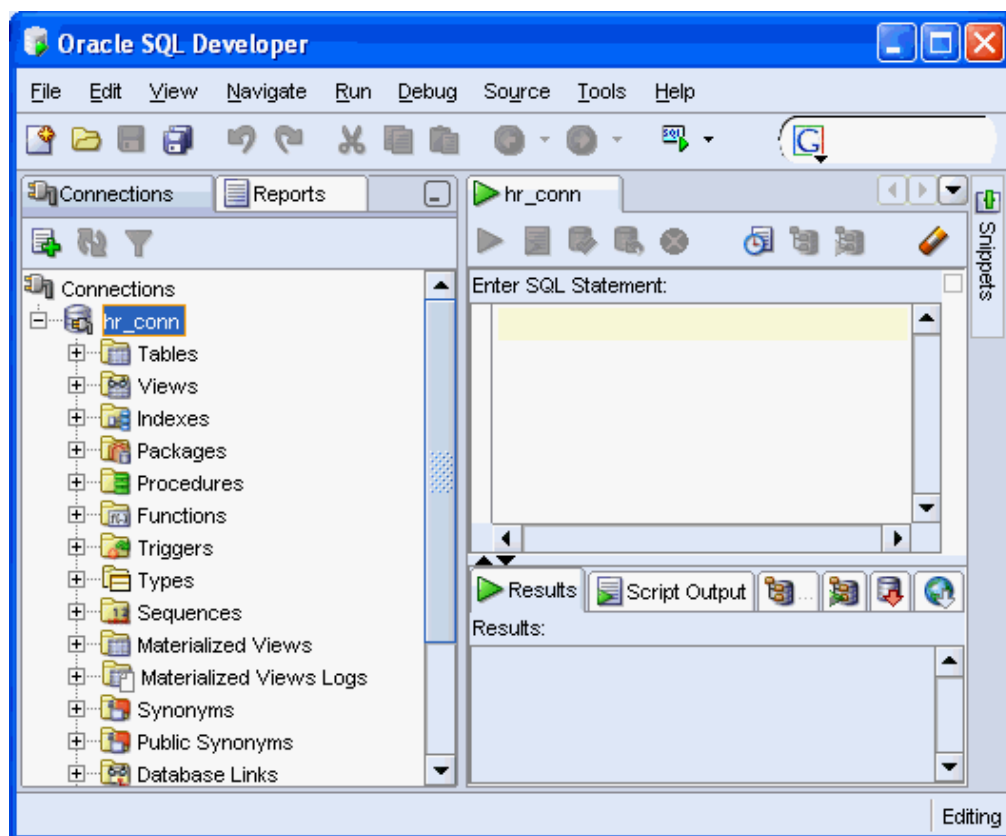 Oracle SQL Developer
File Edit View Navigate Run Debug Source Tools Help
Connections
Reports
hr_conn
Snippets
Connections
hr_conn
Tables
Views
Indexes
Packages
Procedures
Functions
Triggers
Types
Sequences
Materialized Views
Materialized Views Logs
Synonyms
Public Synonyms
Database Links
Enter SQL Statement:
Results
Script Output
...
Results:
Editing